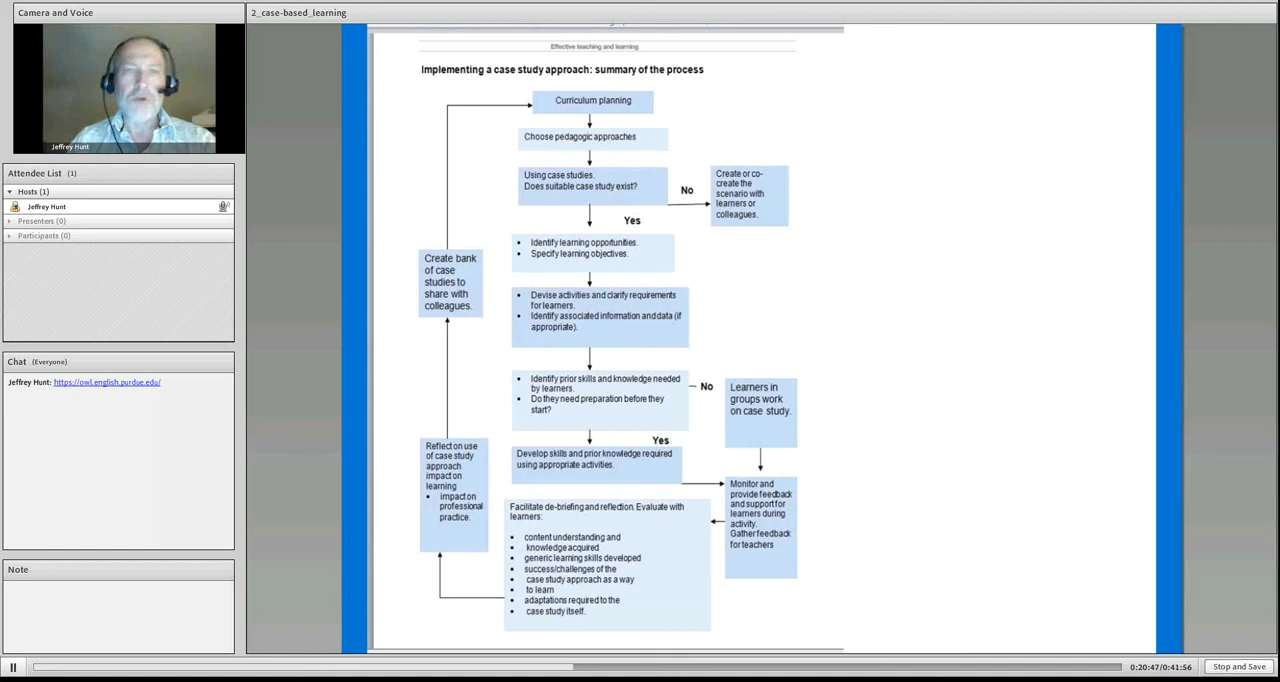 Camera and Voice
Jeffrey Hunt
Attendee List (1)
Hosts (1)
Jeffrey Hunt
Presenters (0)
Participants (0)
Chat (Everyone)
Jeffrey Hunt: https://owl.english.purdue.edu/
Note
2_case-based_learning
Effective teaching and learning
Implementing a case study approach: summary of the process
Curriculum planning
Choose pedagogic approaches
Using case studies.
Does suitable case study exist?
No
Create or co-
create the
scenario with
learners or
colleagues.
Yes
• Identify learning opportunities.
• Specify learning objectives.
Create bank
of case
studies to
share with
colleagues.
• Devise activities and clarify requirements
for learners.
• Identify associated information and data (if
appropriate).
• Identify prior skills and knowledge needed
by learners.
• Do they need preparation before they
start?
No
Learners in
groups work
on case study.
Yes
Develop skills and prior knowledge required
using appropriate activities.
Reflect on use
of case study
approach
impact on
learning
• impact on
professional
practice.
Monitor and
provide feedback
and support for
learners during
activity.
Gather feedback
for teachers
Facilitate de-briefing and reflection. Evaluate with
learners:
• content understanding and
• knowledge acquired
• generic learning skills developed
• success/challenges of the
• case study approach as a way
• to learn
• adaptations required to the
• case study itself.
0:20:47/0:41:56
Stop and Save